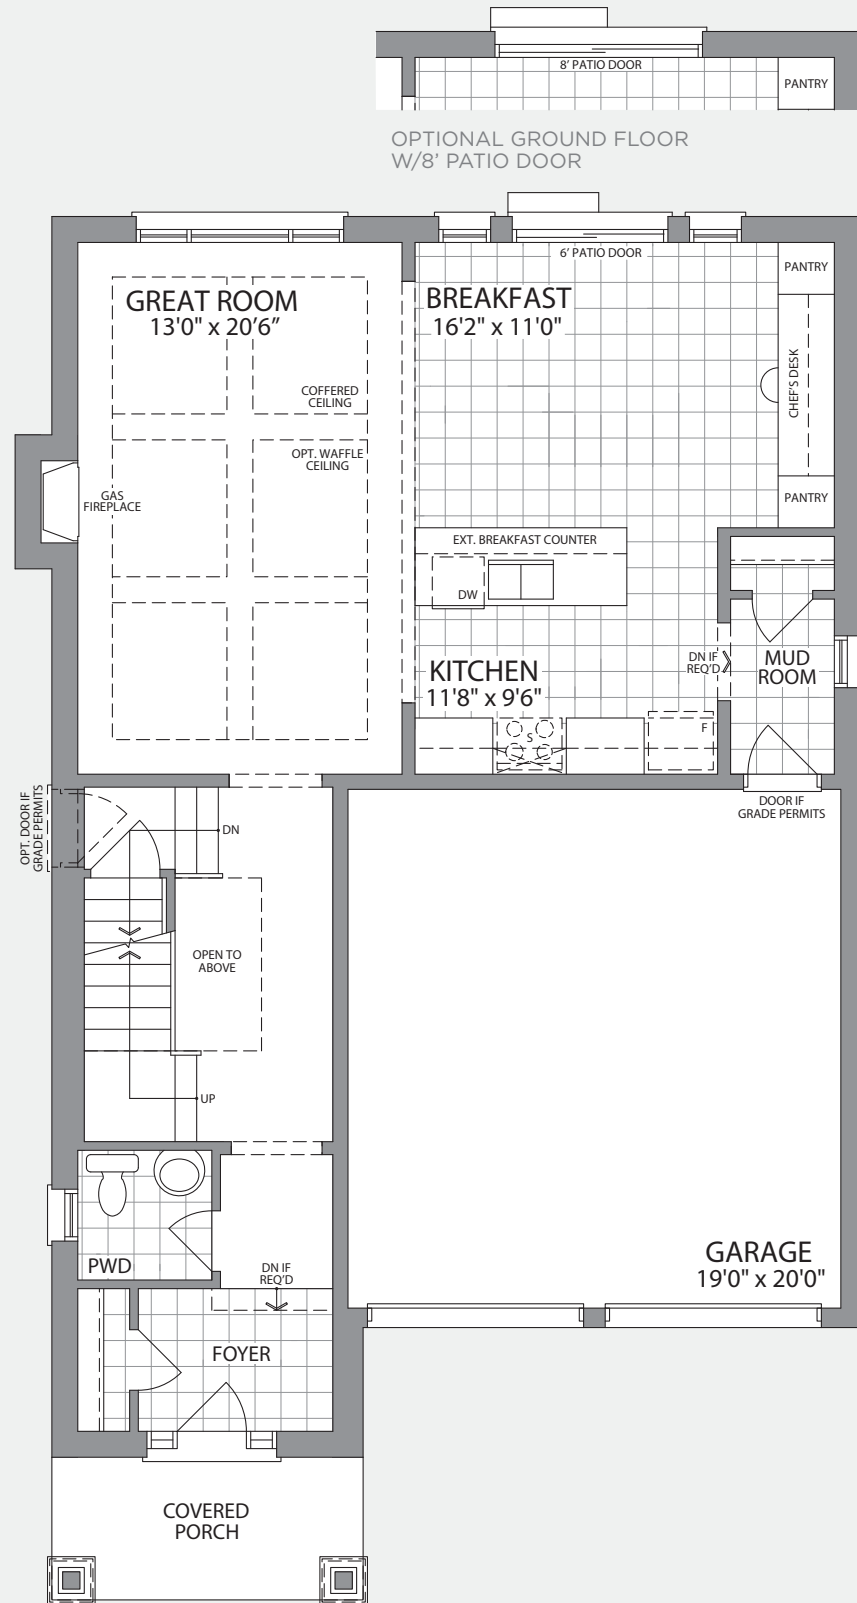 8' PATIO DOOR
PANTRY
OPTIONAL GROUND FLOOR
W/8' PATIO DOOR
6' PATIO DOOR
PANTRY
GREAT ROOM
13'0" x 20'6"
BREAKFAST
16'2" x 11'0"
COFFERED
CEILING
CHEF'S DESK
OPT. WAFFLE
CEILING
GAS
FIREPLACE
PANTRY
EXT. BREAKFAST COUNTER
DW
KITCHEN
11'8" x 9'6"
DN IF
REQ'D
MUD
ROOM
S
F
OPT. DOOR IF
GRADE PERMITS
DOOR IF
GRADE PERMITS
DN
OPEN TO
ABOVE
UP
PWD
DN IF
REQ'D
GARAGE
19'0" x 20'0"
FOYER
COVERED
PORCH